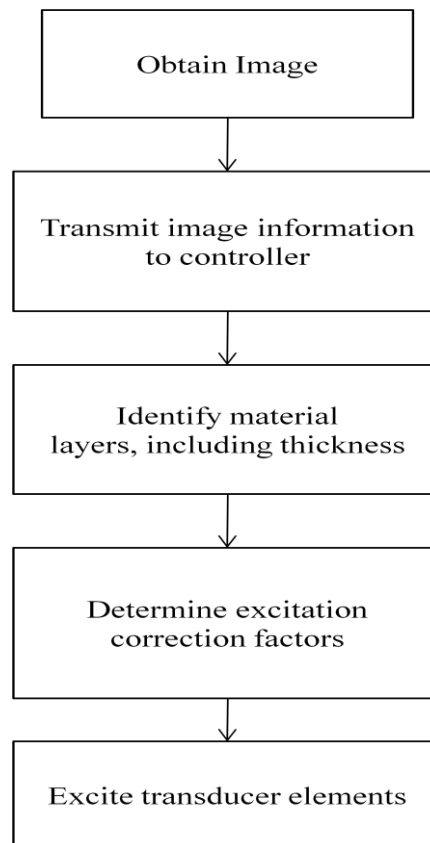 Obtain Image
Transmit image information
to controller
Identify material
layers, including thickness
Determine excitation
correction factors
Excite transducer elements